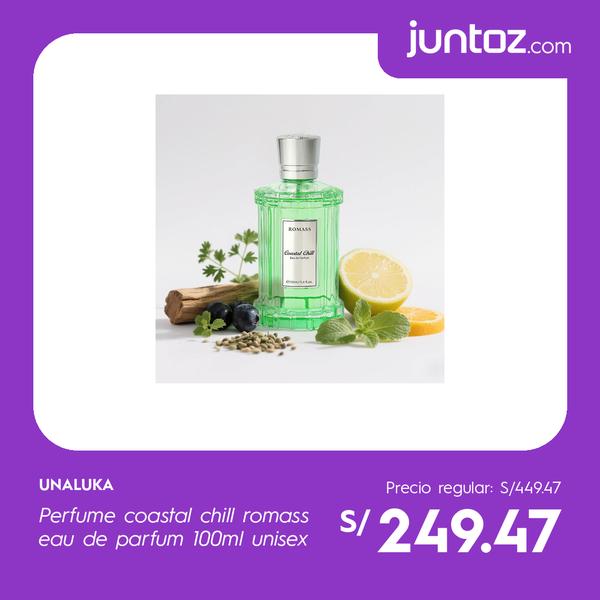 juntoz.com
ROMASS
Coastal Chill
UNALUKA
Perfume coastal chill romass
eau de parfum 100ml unisex
Precio regular: S/449.47
S/249.47